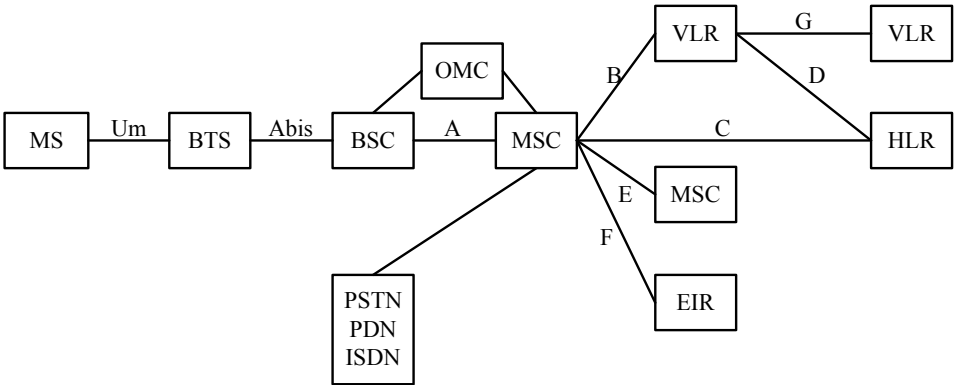 VLR
G
VLR
OMC
B
D
MS
Um
BTS
Abis
BSC
A
MSC
C
HLR
E
MSC
F
PSTN
PDN
ISDN
EIR